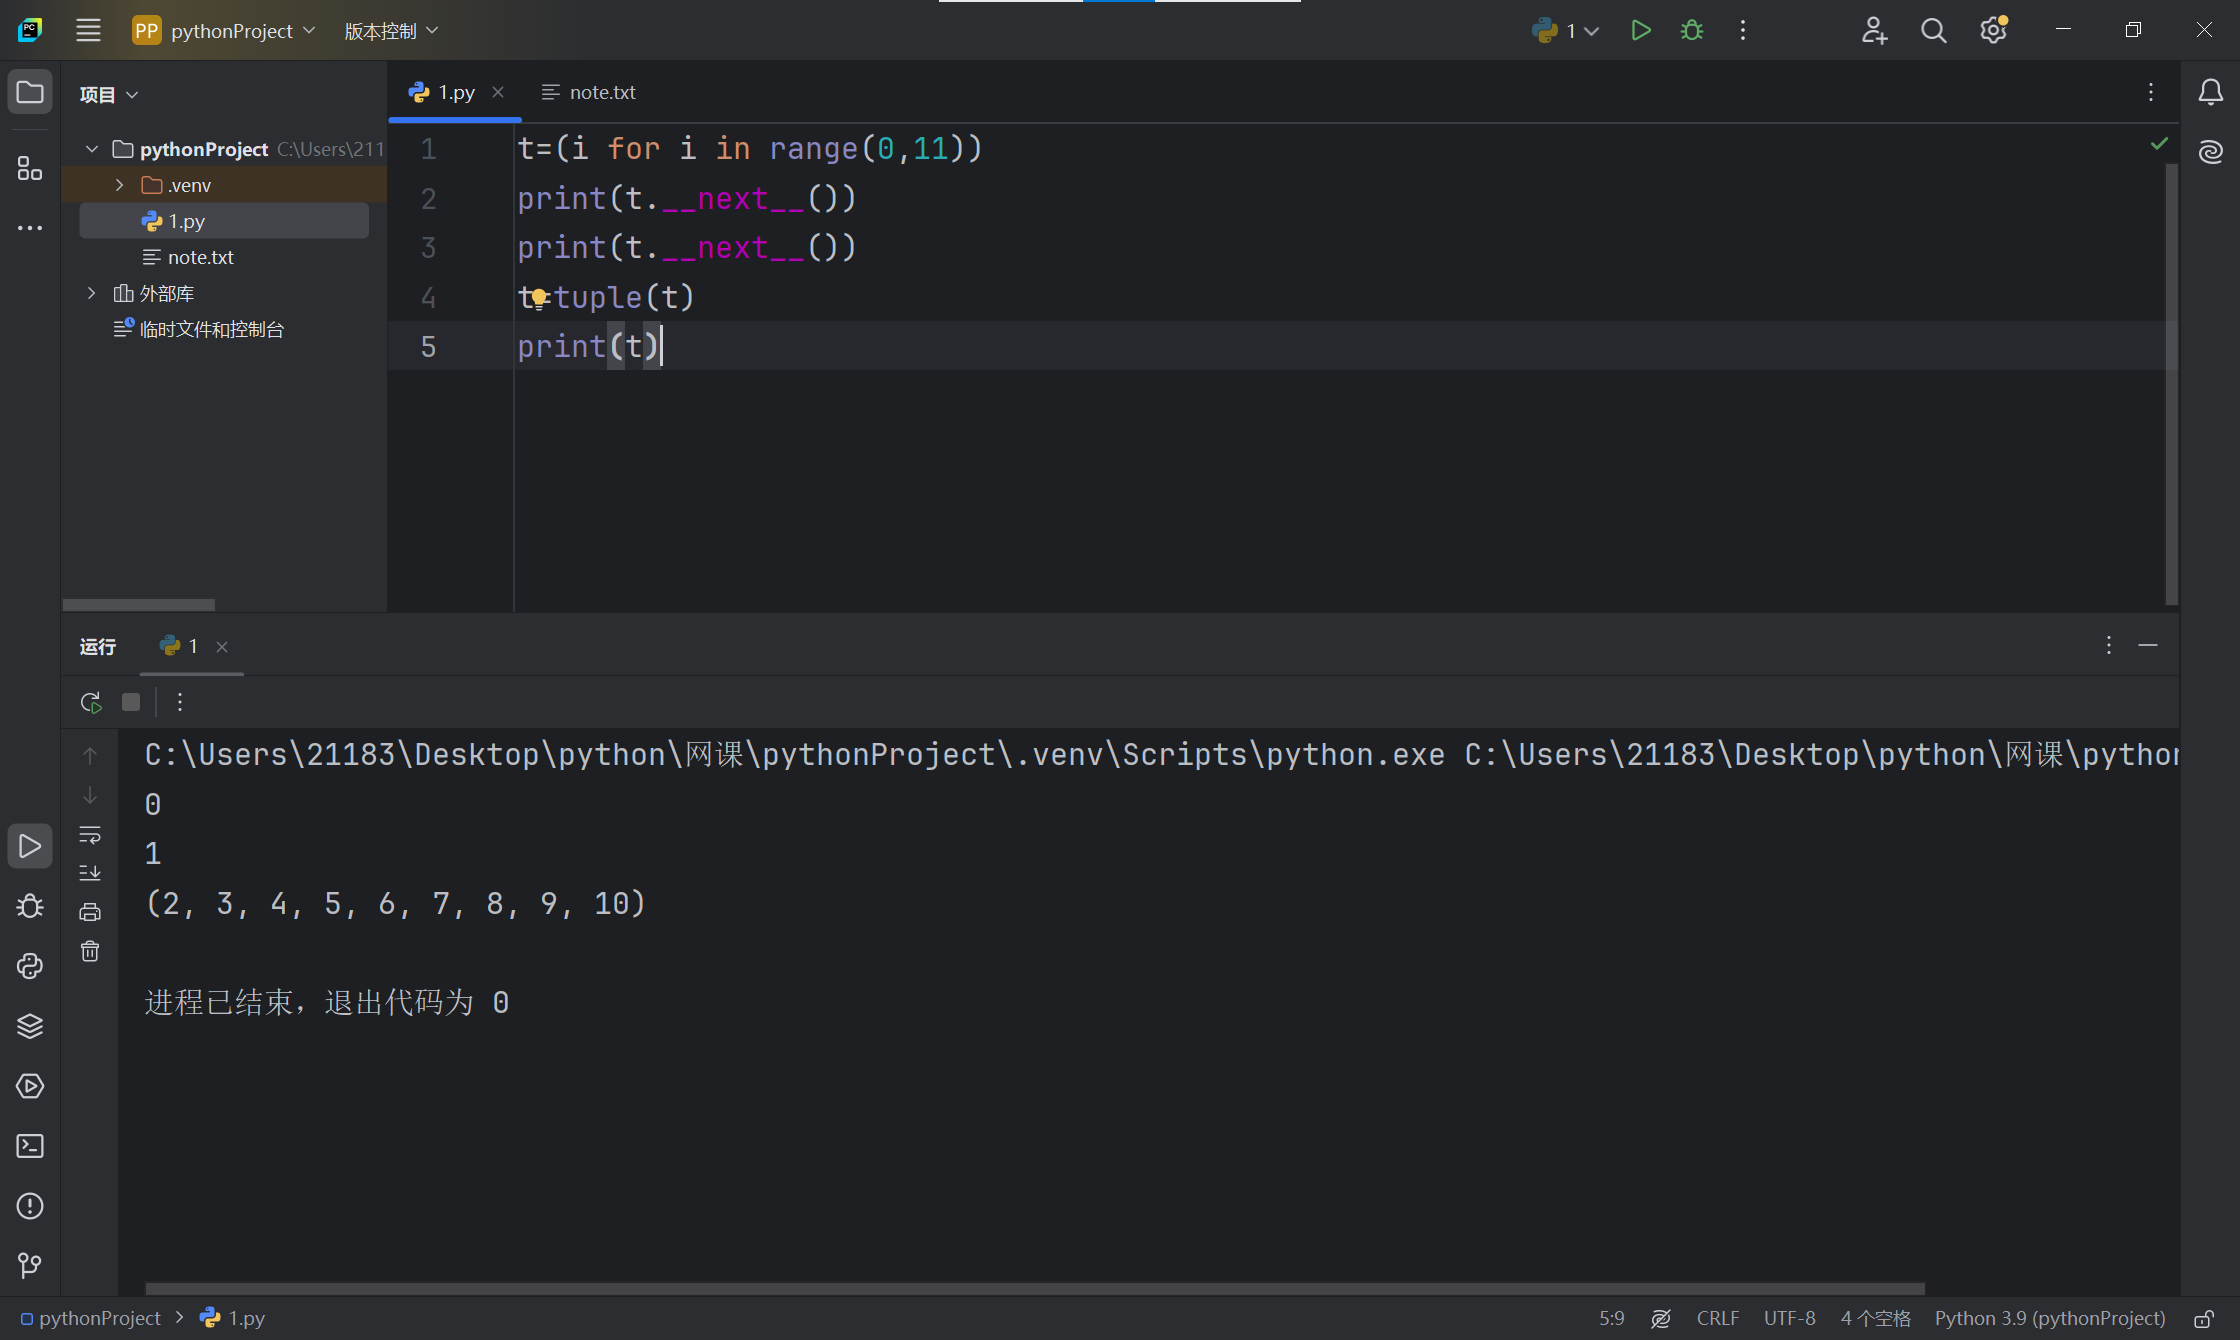 PC
PP pythonProject 版本控制
1
项目
1.py
note.txt
pythonProject C:\Users\211
.venv
1.py
note.txt
外部库
临时文件和控制台
1 t=(i for i in range(0,11))
2 print(t.__next__())
3 print(t.__next__())
4 t=tuple(t)
5 print(t)
运行 1
C:\Users\21183\Desktop\python\网课\pythonProject\.venv\Scripts\python.exe C:\Users\21183\Desktop\python\网课\python
0
1
(2, 3, 4, 5, 6, 7, 8, 9, 10)
进程已结束，退出代码为 0
pythonProject 1.py
5:9 CRLF UTF-8 4 个空格 Python 3.9 (pythonProject)